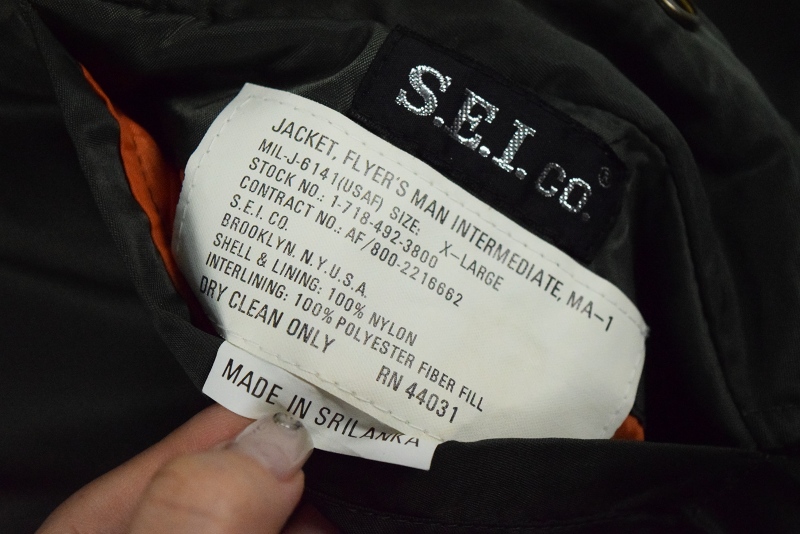 S.E.I. CO.®
JACKET, FLYER'S MAN INTERMEDIATE, MA-1
MIL-J-6141(USAF) SIZE: X-LARGE
STOCK NO.: 1-718-492-3800
CONTRACT NO.: AF/800-2216662
S.E.I. CO.
BROOKLYN. N.Y.U.S.A.
SHELL & LINING: 100% NYLON
INTERLINING: 100% POLYESTER FIBER FILL
DRY CLEAN ONLY RN 44031
MADE IN SRILANKA